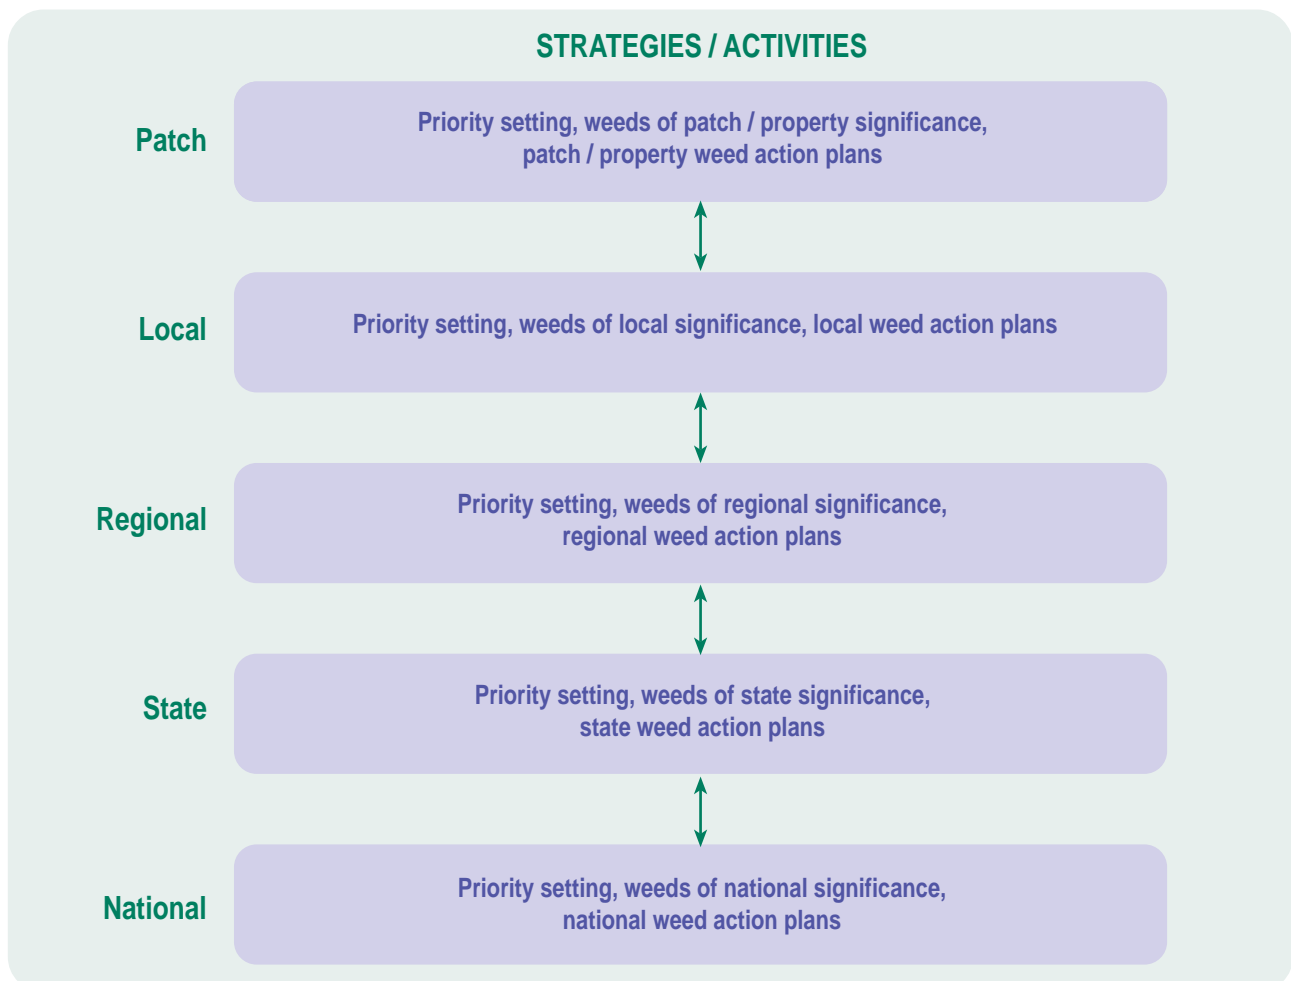 STRATEGIES / ACTIVITIES
Patch
Priority setting, weeds of patch / property significance,
patch / property weed action plans
Local
Priority setting, weeds of local significance, local weed action plans
Regional
Priority setting, weeds of regional significance,
regional weed action plans
State
Priority setting, weeds of state significance,
state weed action plans
National
Priority setting, weeds of national significance,
national weed action plans